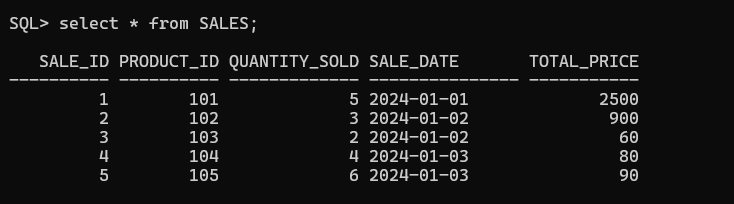 SQL> select * from SALES;
SALE_ID PRODUCT_ID QUANTITY_SOLD SALE_DATE TOTAL_PRICE
---------- ---------- ------------- --------------- -----------
1 101 5 2024-01-01 2500
2 102 3 2024-01-02 900
3 103 2 2024-01-02 60
4 104 4 2024-01-03 80
5 105 6 2024-01-03 90